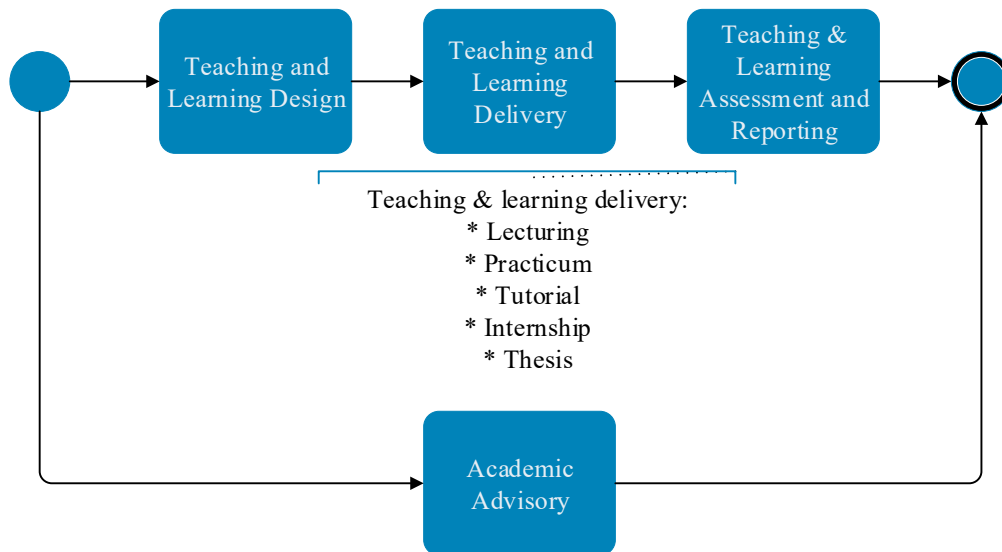 Teaching and
Learning Design
Teaching and
Learning
Delivery
Teaching &
Learning
Assessment and
Reporting
Teaching & learning delivery:
* Lecturing
* Practicum
* Tutorial
* Internship
* Thesis
Academic
Advisory